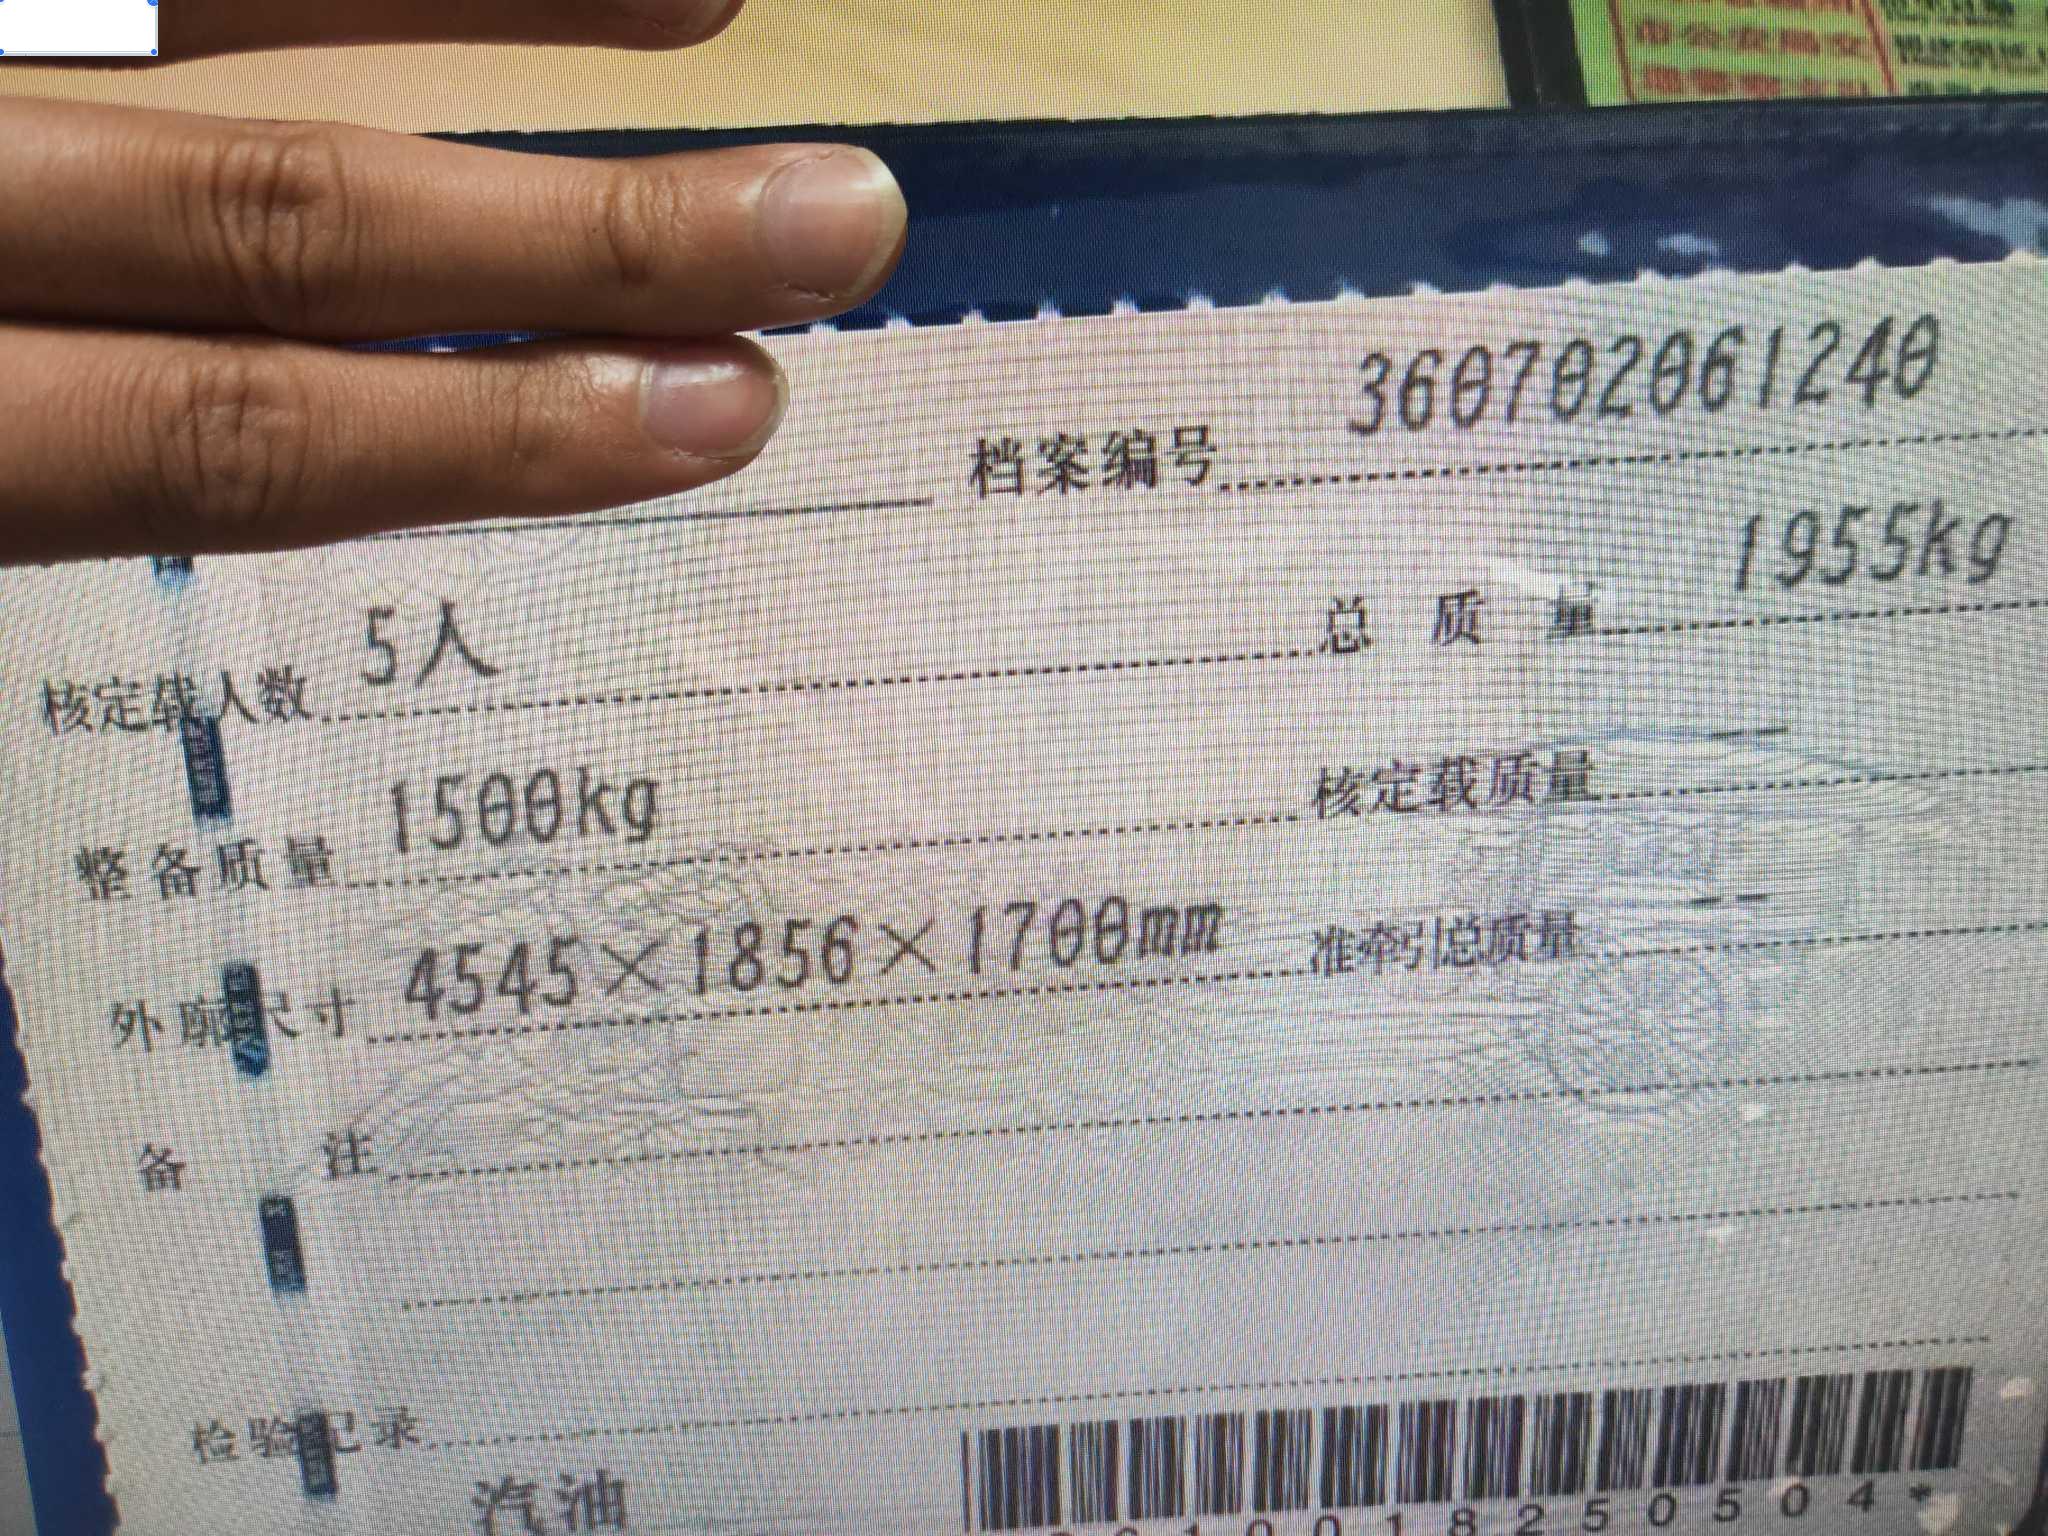 档案编号 360702061240
核定载人数 5人 总质量 1955kg
整备质量 1500kg 核定载质量 --
外廓尺寸 4545×1856×1700mm 准牵引总质量 --
备注
检验记录
汽油
10018250504*